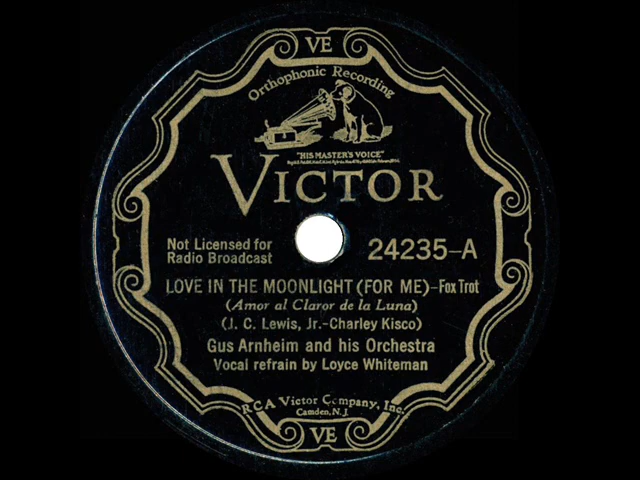 VE
Orthophonic Recording
"HIS MASTER'S VOICE"
VICTOR
Not Licensed for
Radio Broadcast
24235-A
LOVE IN THE MOONLIGHT (FOR ME)-Fox Trot
(Amor al Claror de la Luna)
(J. C. Lewis, Jr.-Charley Kisco)
Gus Arnheim and his Orchestra
Vocal refrain by Loyce Whiteman
RCA Victor Company, Inc.
Camden, N.J.
VE